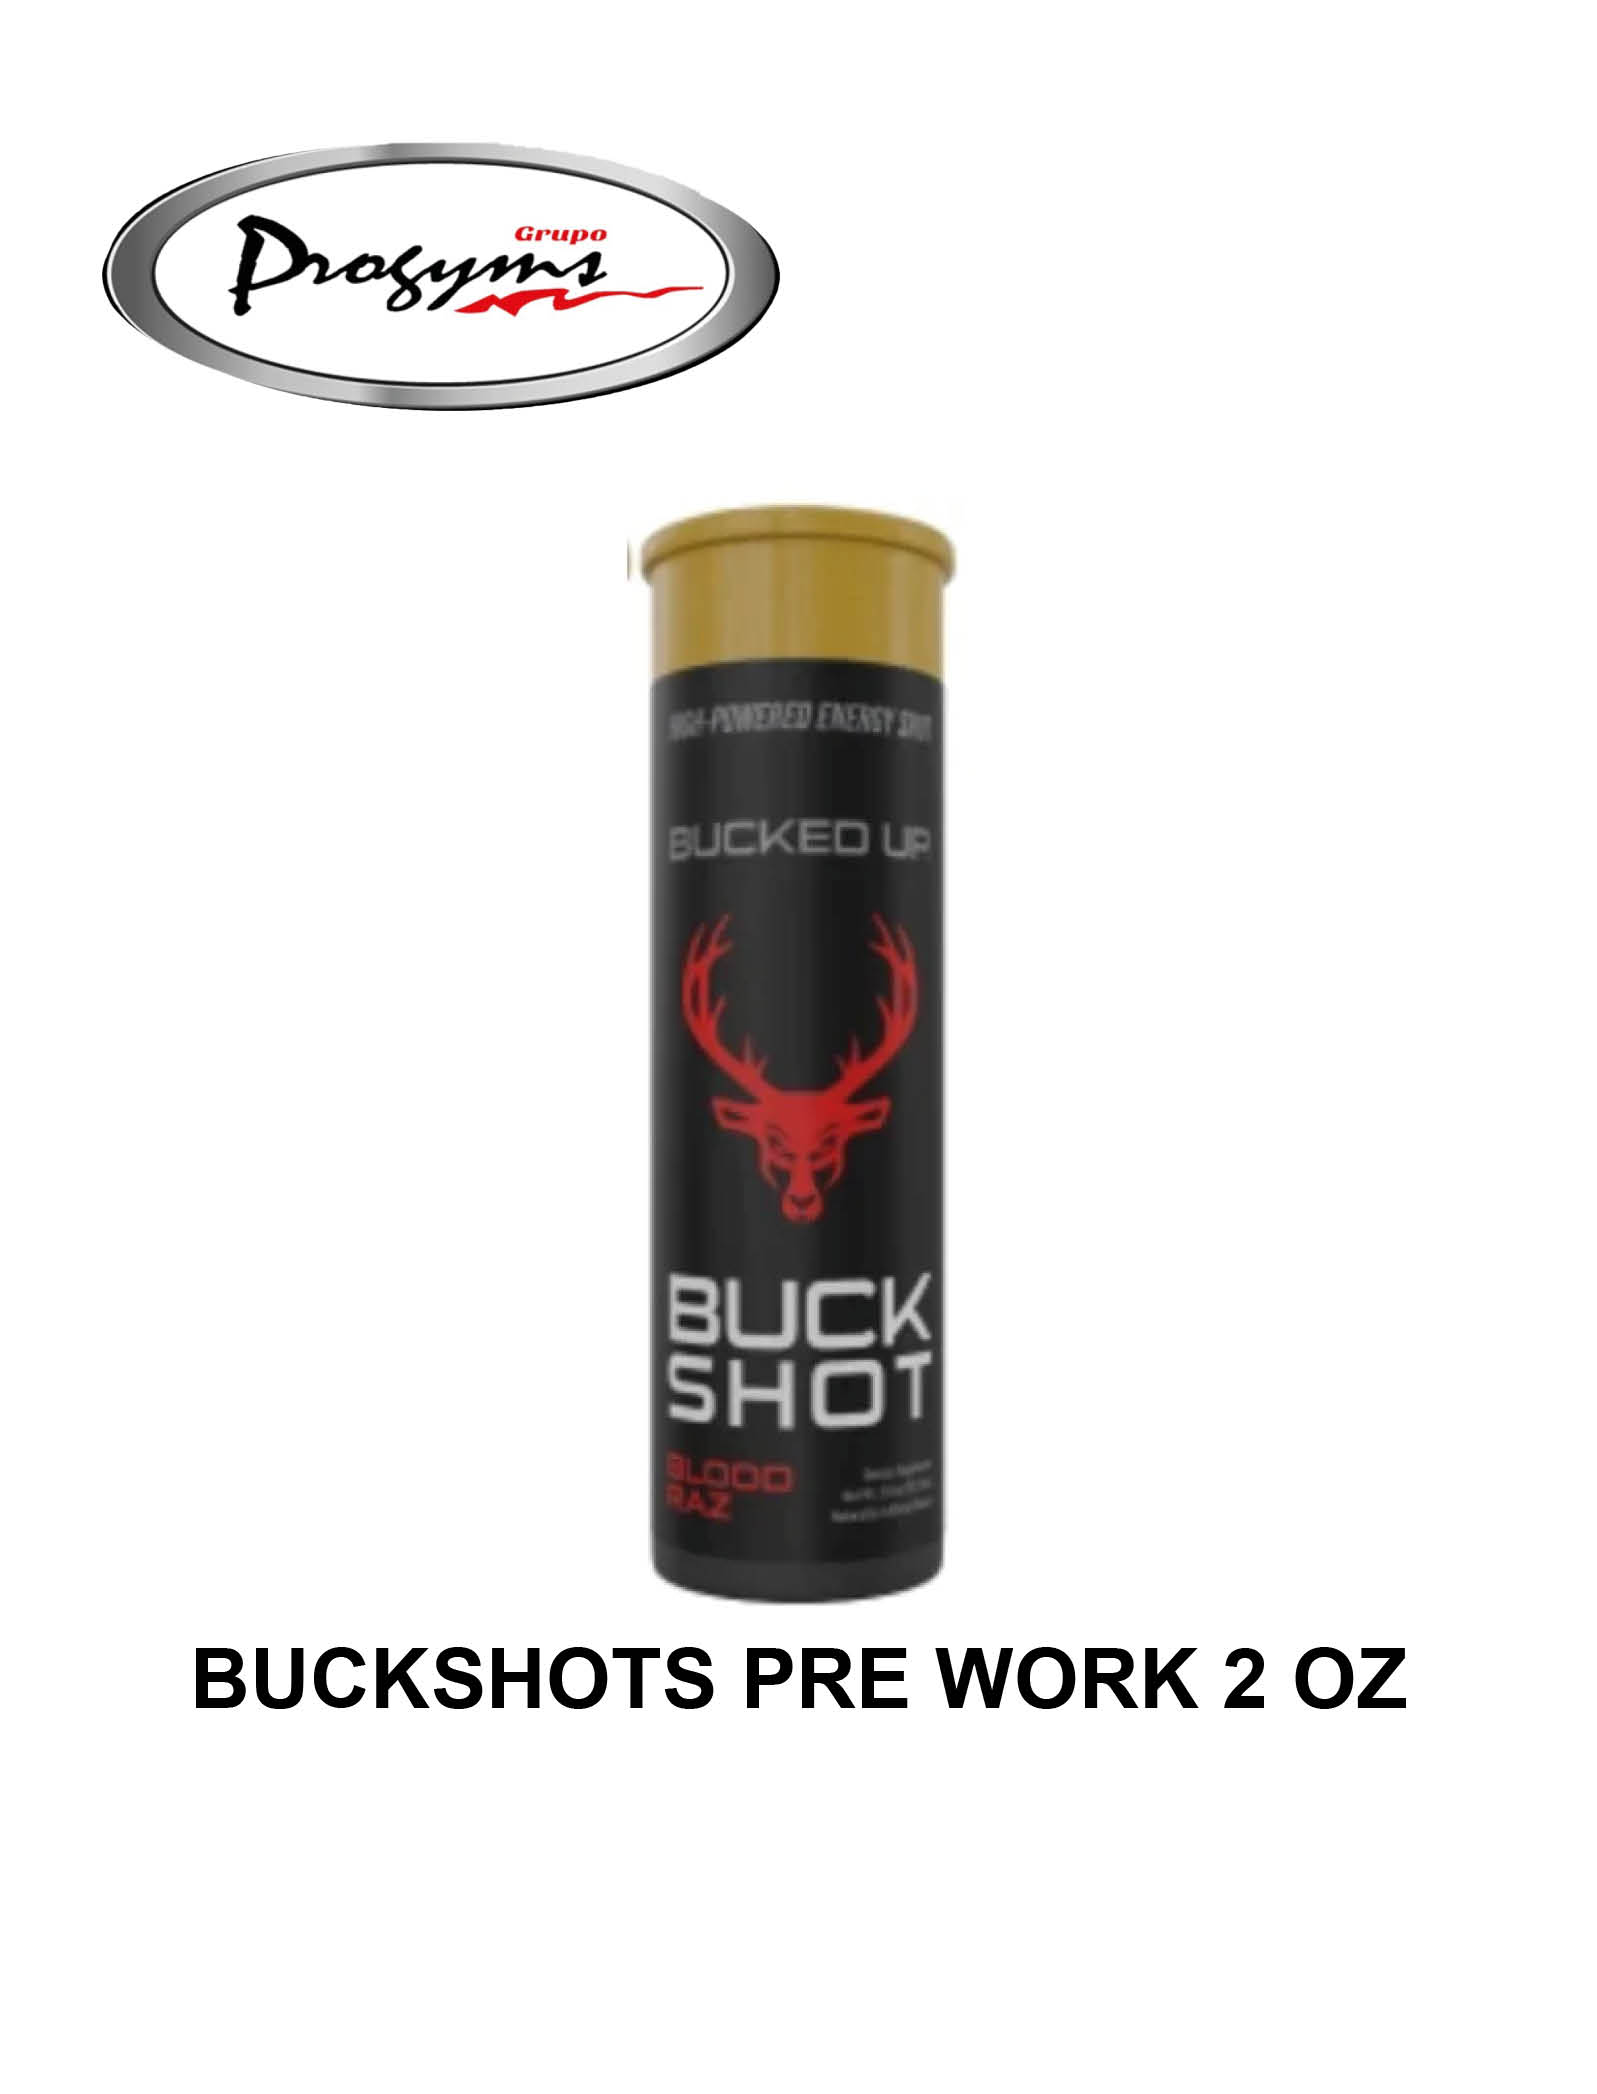 Grupo
Progyms
HIGH-POWERED ENERGY SHOT
BUCKED UP
BUCK
SHOT
BLOOD
RAZ
BUCKSHOTS PRE WORK 2 OZ